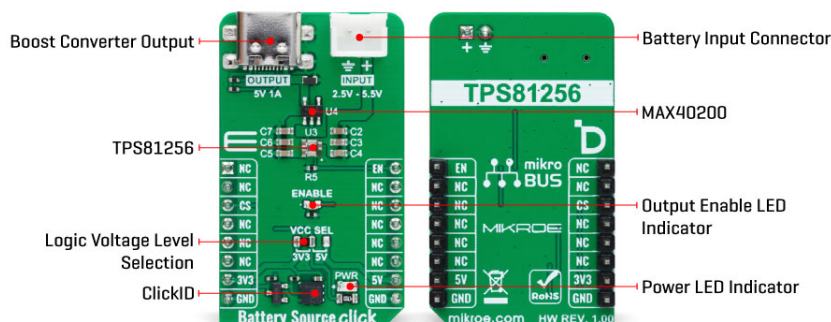 Boost Converter Output
Battery Input Connector
OUTPUT
5V 1A
INPUT
2.5V - 5.5V
TPS81256
U4
MAX40200
C7
U3
C2
C6
C3
C5
C4
TPS81256
R5
NC
EN
NC
NC
CS
NC
NC
NC
NC
NC
NC
NC
3V3
5V
GND
GND
ENABLE
VCC SEL
3V3
5V
PWR
Battery Source click
Logic Voltage Level
Selection
ClickID
mikro
BUS
EN
NC
NC
NC
NC
CS
NC
NC
NC
NC
NC
NC
5V
3V3
GND
GND
MIKROE
RoHS
mikroe.com
HW REV. 1.00
Output Enable LED
Indicator
Power LED Indicator